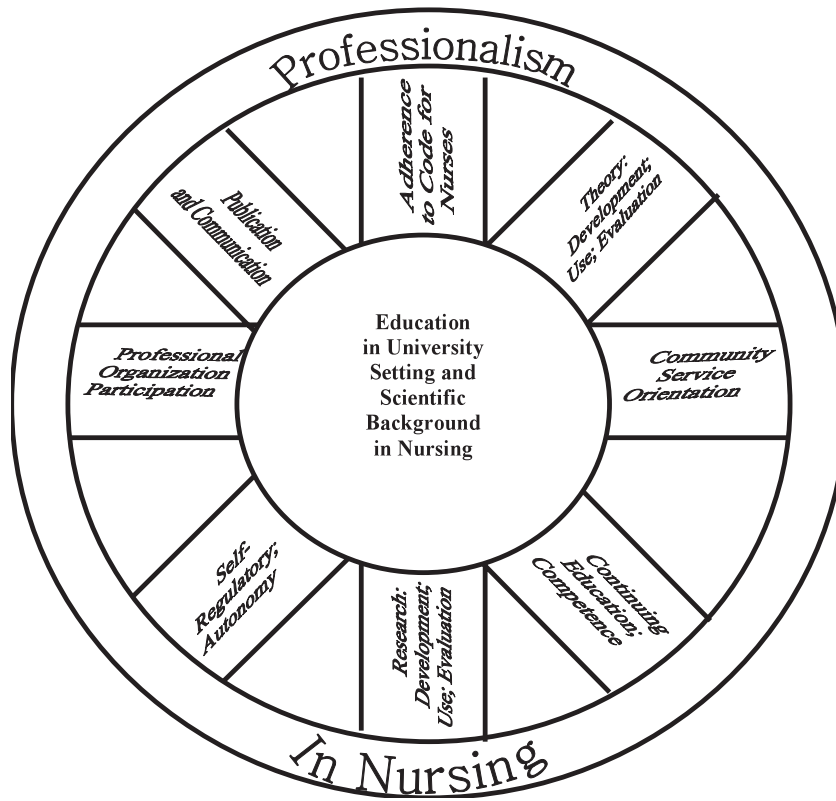 Professionalism
Adherence
to Code for
Nurses
Theory:
Development;
Use; Evaluation
Community
Service
Orientation
Continuing
Education;
Competence
Research:
Development;
Use; Evaluation
Self-
Regulatory;
Autonomy
Professional
Organization
Participation
Publication
and Communication
Education
in University
Setting and
Scientific
Background
in Nursing
In Nursing